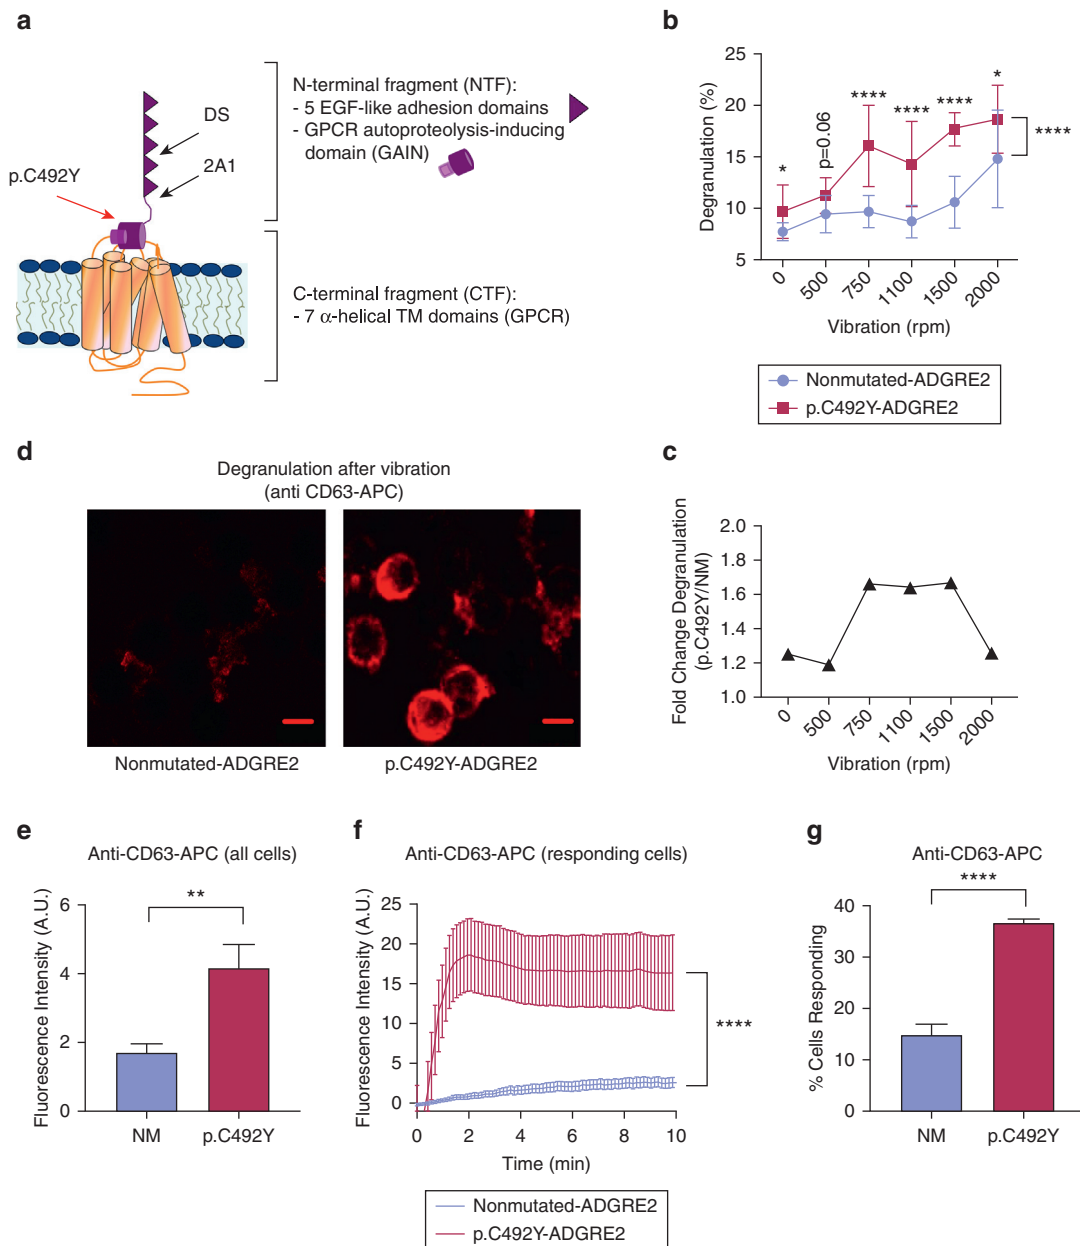 a
DS
2A1
p.C492Y
N-terminal fragment (NTF):
- 5 EGF-like adhesion domains
- GPCR autoproteolysis-inducing
domain (GAIN)
C-terminal fragment (CTF):
- 7 α-helical TM domains (GPCR)
b
Degranulation (%)
25
20
15
10
5
*
p=0.06
****
****
****
*
****
0
500
750
1100
1500
2000
Vibration (rpm)
Nonmutated-ADGRE2
p.C492Y-ADGRE2
d
Degranulation after vibration
(anti CD63-APC)
Nonmutated-ADGRE2
p.C492Y-ADGRE2
c
Fold Change Degranulation
(p.C492Y/NM)
2.0
1.8
1.6
1.4
1.2
1.0
0
500
750
1100
1500
2000
Vibration (rpm)
e
Anti-CD63-APC (all cells)
Fluorescence Intensity (A.U.)
6
4
2
0
**
NM
p.C492Y
f
Anti-CD63-APC (responding cells)
Fluorescence Intensity (A.U.)
25
20
15
10
5
0
****
0
2
4
6
8
10
Time (min)
Nonmutated-ADGRE2
p.C492Y-ADGRE2
g
Anti-CD63-APC
% Cells Responding
40
30
20
10
0
****
NM
p.C492Y